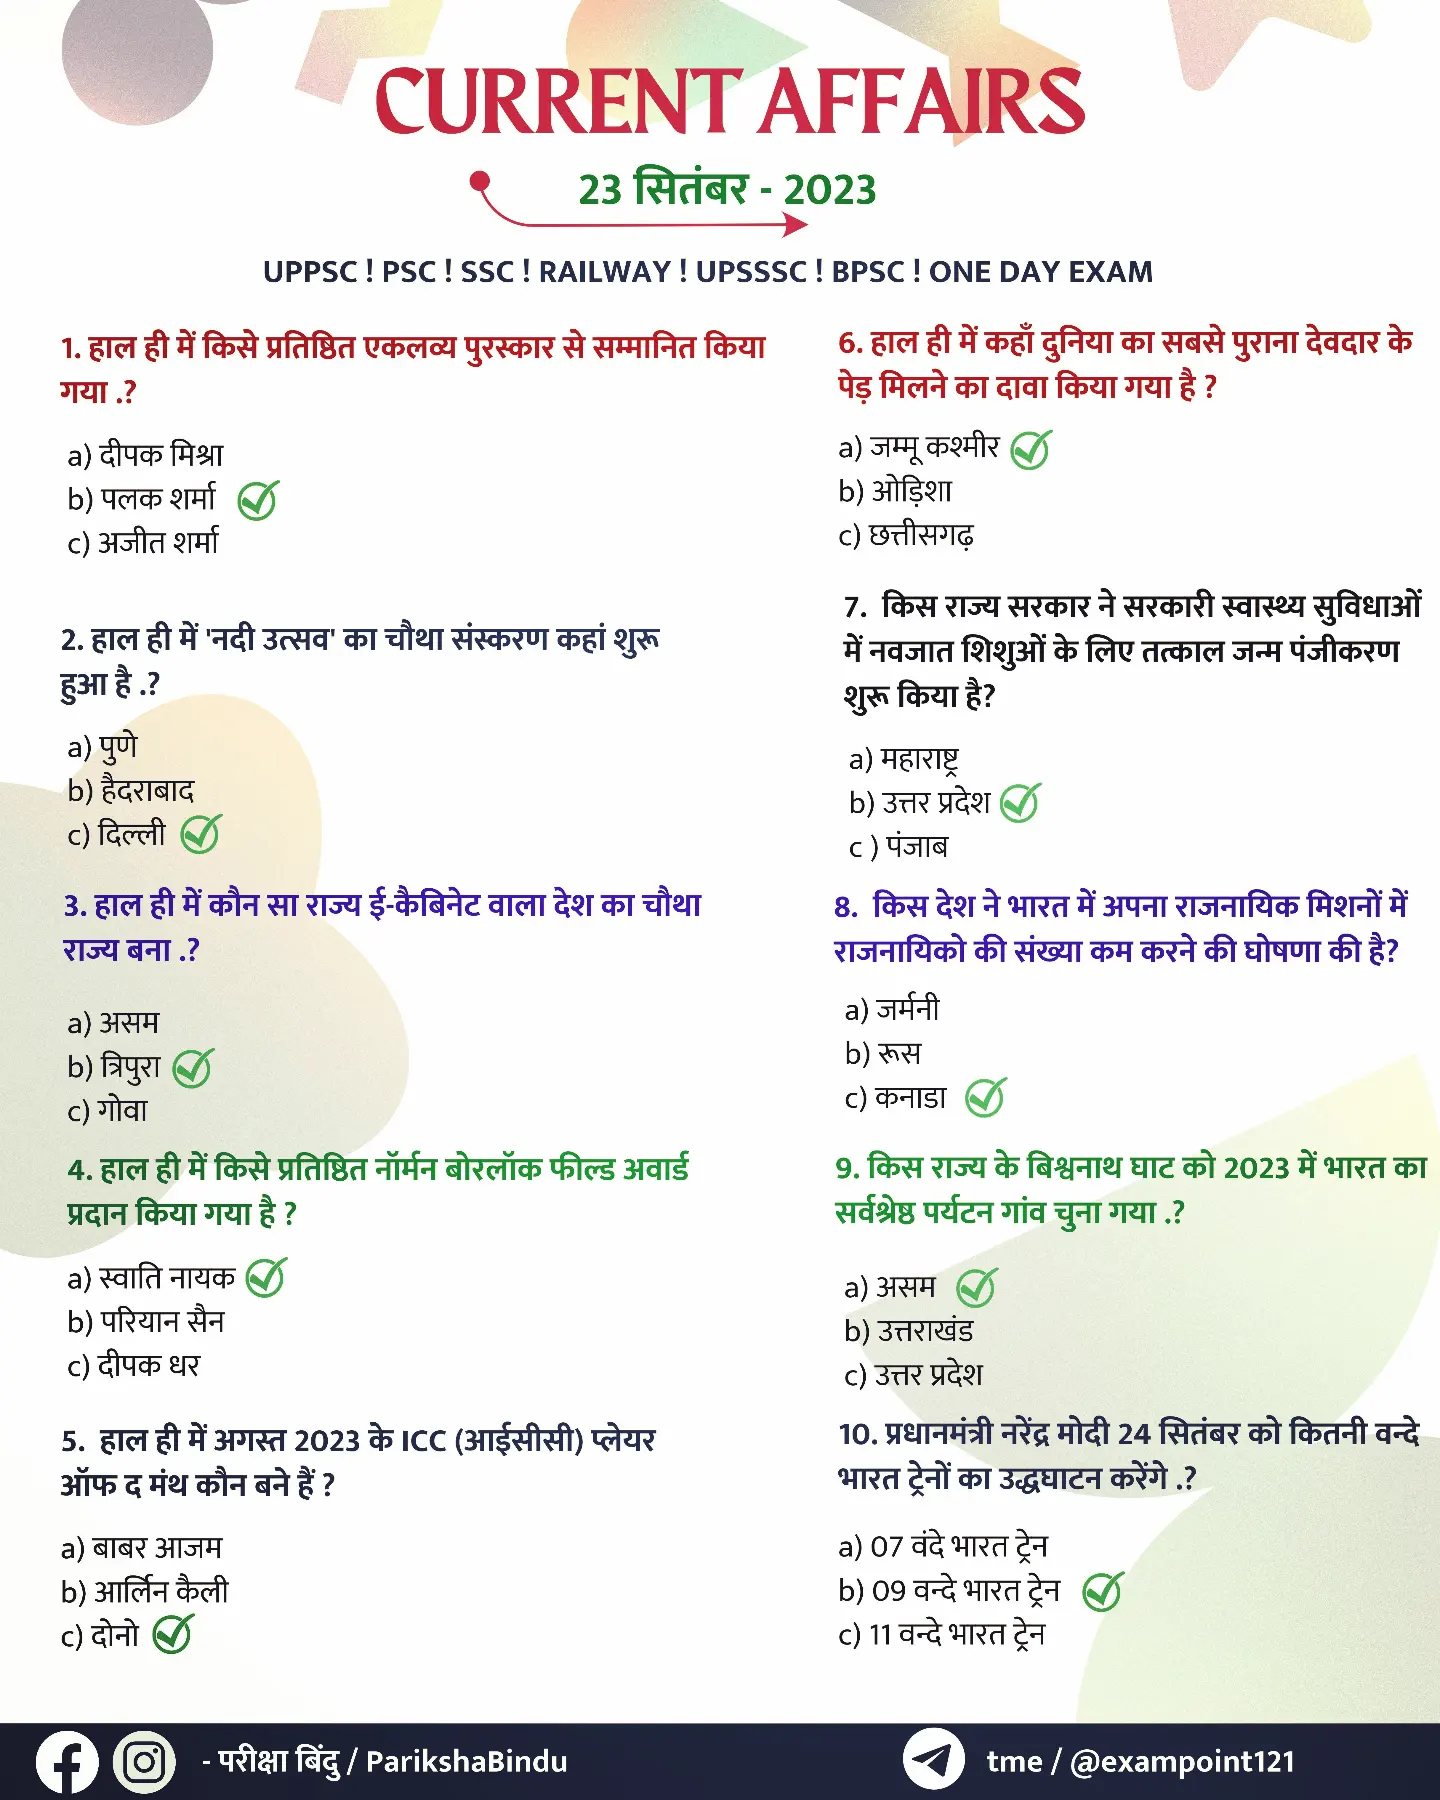 CURRENT AFFAIRS
23 सितंबर - 2023
UPPSC ! PSC ! SSC ! RAILWAY ! UPSSSC ! BPSC ! ONE DAY EXAM
1. हाल ही में किसे प्रतिष्ठित एकलव्य पुरस्कार से सम्मानित किया
गया .?
a) दीपक मिश्रा
b) पलक शर्मा
c) अजीत शर्मा
2. हाल ही में 'नदी उत्सव' का चौथा संस्करण कहां शुरू
हुआ है .?
a) पुणे
b) हैदराबाद
c) दिल्ली
3. हाल ही में कौन सा राज्य ई-कैबिनेट वाला देश का चौथा
राज्य बना .?
a) असम
b) त्रिपुरा
c) गोवा
4. हाल ही में किसे प्रतिष्ठित नॉर्मन बोरलॉक फील्ड अवार्ड
प्रदान किया गया है ?
a) स्वाति नायक
b) परियान सैन
c) दीपक धर
5. हाल ही में अगस्त 2023 के ICC (आईसीसी) प्लेयर
ऑफ द मंथ कौन बने हैं ?
a) बाबर आजम
b) आर्लिन कैली
c) दोनो
6. हाल ही में कहाँ दुनिया का सबसे पुराना देवदार के
पेड़ मिलने का दावा किया गया है ?
a) जम्मू कश्मीर
b) ओड़िशा
c) छत्तीसगढ़
7. किस राज्य सरकार ने सरकारी स्वास्थ्य सुविधाओं
में नवजात शिशुओं के लिए तत्काल जन्म पंजीकरण
शुरू किया है?
a) महाराष्ट्र
b) उत्तर प्रदेश
c ) पंजाब
8. किस देश ने भारत में अपना राजनायिक मिशनों में
राजनायिको की संख्या कम करने की घोषणा की है?
a) जर्मनी
b) रूस
c) कनाडा
9. किस राज्य के बिश्वनाथ घाट को 2023 में भारत का
सर्वश्रेष्ठ पर्यटन गांव चुना गया .?
a) असम
b) उत्तराखंड
c) उत्तर प्रदेश
10. प्रधानमंत्री नरेंद्र मोदी 24 सितंबर को कितनी वन्दे
भारत ट्रेनों का उद्धघाटन करेंगे .?
a) 07 वंदे भारत ट्रेन
b) 09 वन्दे भारत ट्रेन
c) 11 वन्दे भारत ट्रेन
- परीक्षा बिंदु / ParikshaBindu
tme / @exampoint121